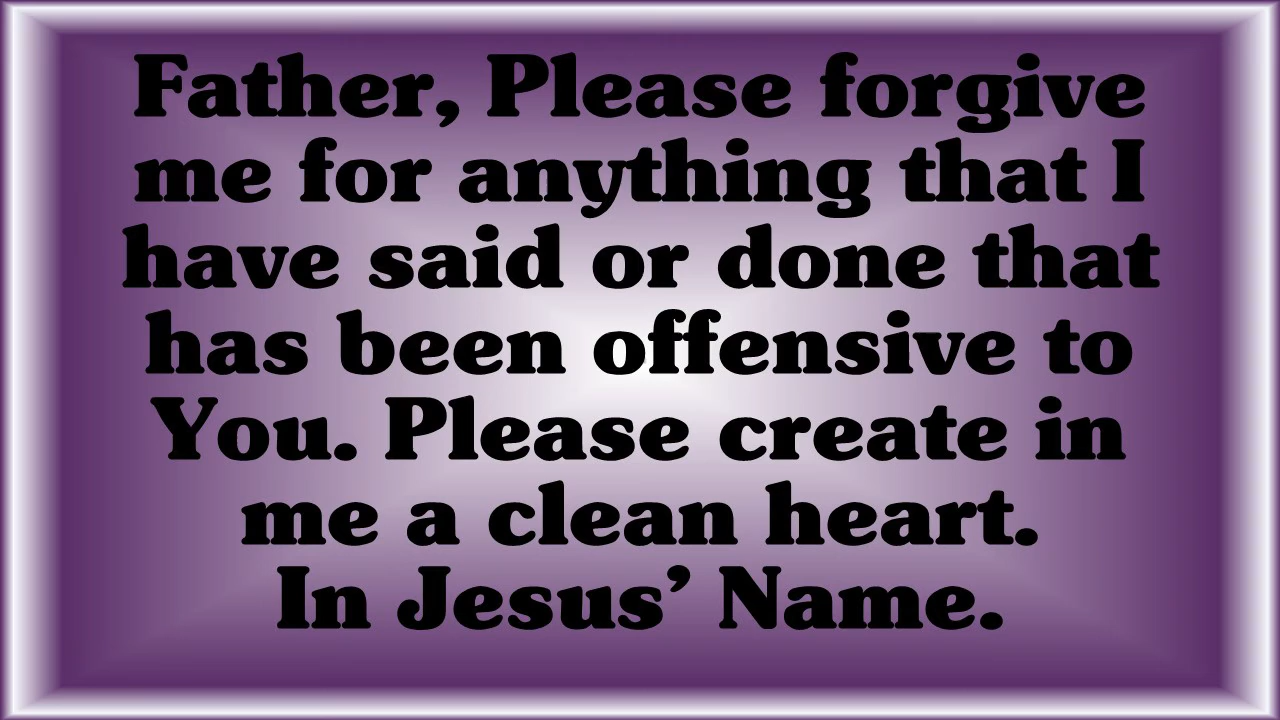 Father, Please forgive
me for anything that I
have said or done that
has been offensive to
You. Please create in
me a clean heart.
In Jesus’ Name.